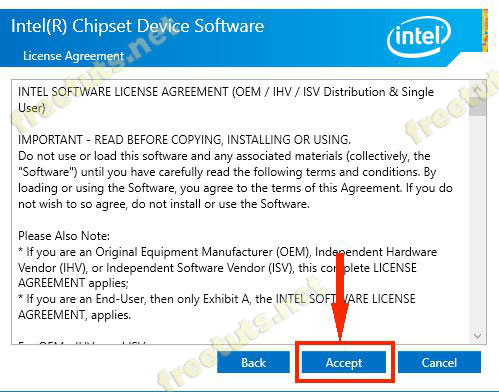 Intel(R) Chipset Device Software
License Agreement
intel
INTEL SOFTWARE LICENSE AGREEMENT (OEM / IHV / ISV Distribution & Single
User)
IMPORTANT - READ BEFORE COPYING, INSTALLING OR USING.
Do not use or load this software and any associated materials (collectively, the
"Software") until you have carefully read the following terms and conditions. By
loading or using the Software, you agree to the terms of this Agreement. If you do
not wish to so agree, do not install or use the Software.
Please Also Note:
* If you are an Original Equipment Manufacturer (OEM), Independent Hardware
Vendor (IHV), or Independent Software Vendor (ISV), this complete LICENSE
AGREEMENT applies;
* If you are an End-User, then only Exhibit A, the INTEL SOFTWARE LICENSE
AGREEMENT, applies.
Back
Accept
Cancel
freetuts.net
freetuts.net
freetuts.net